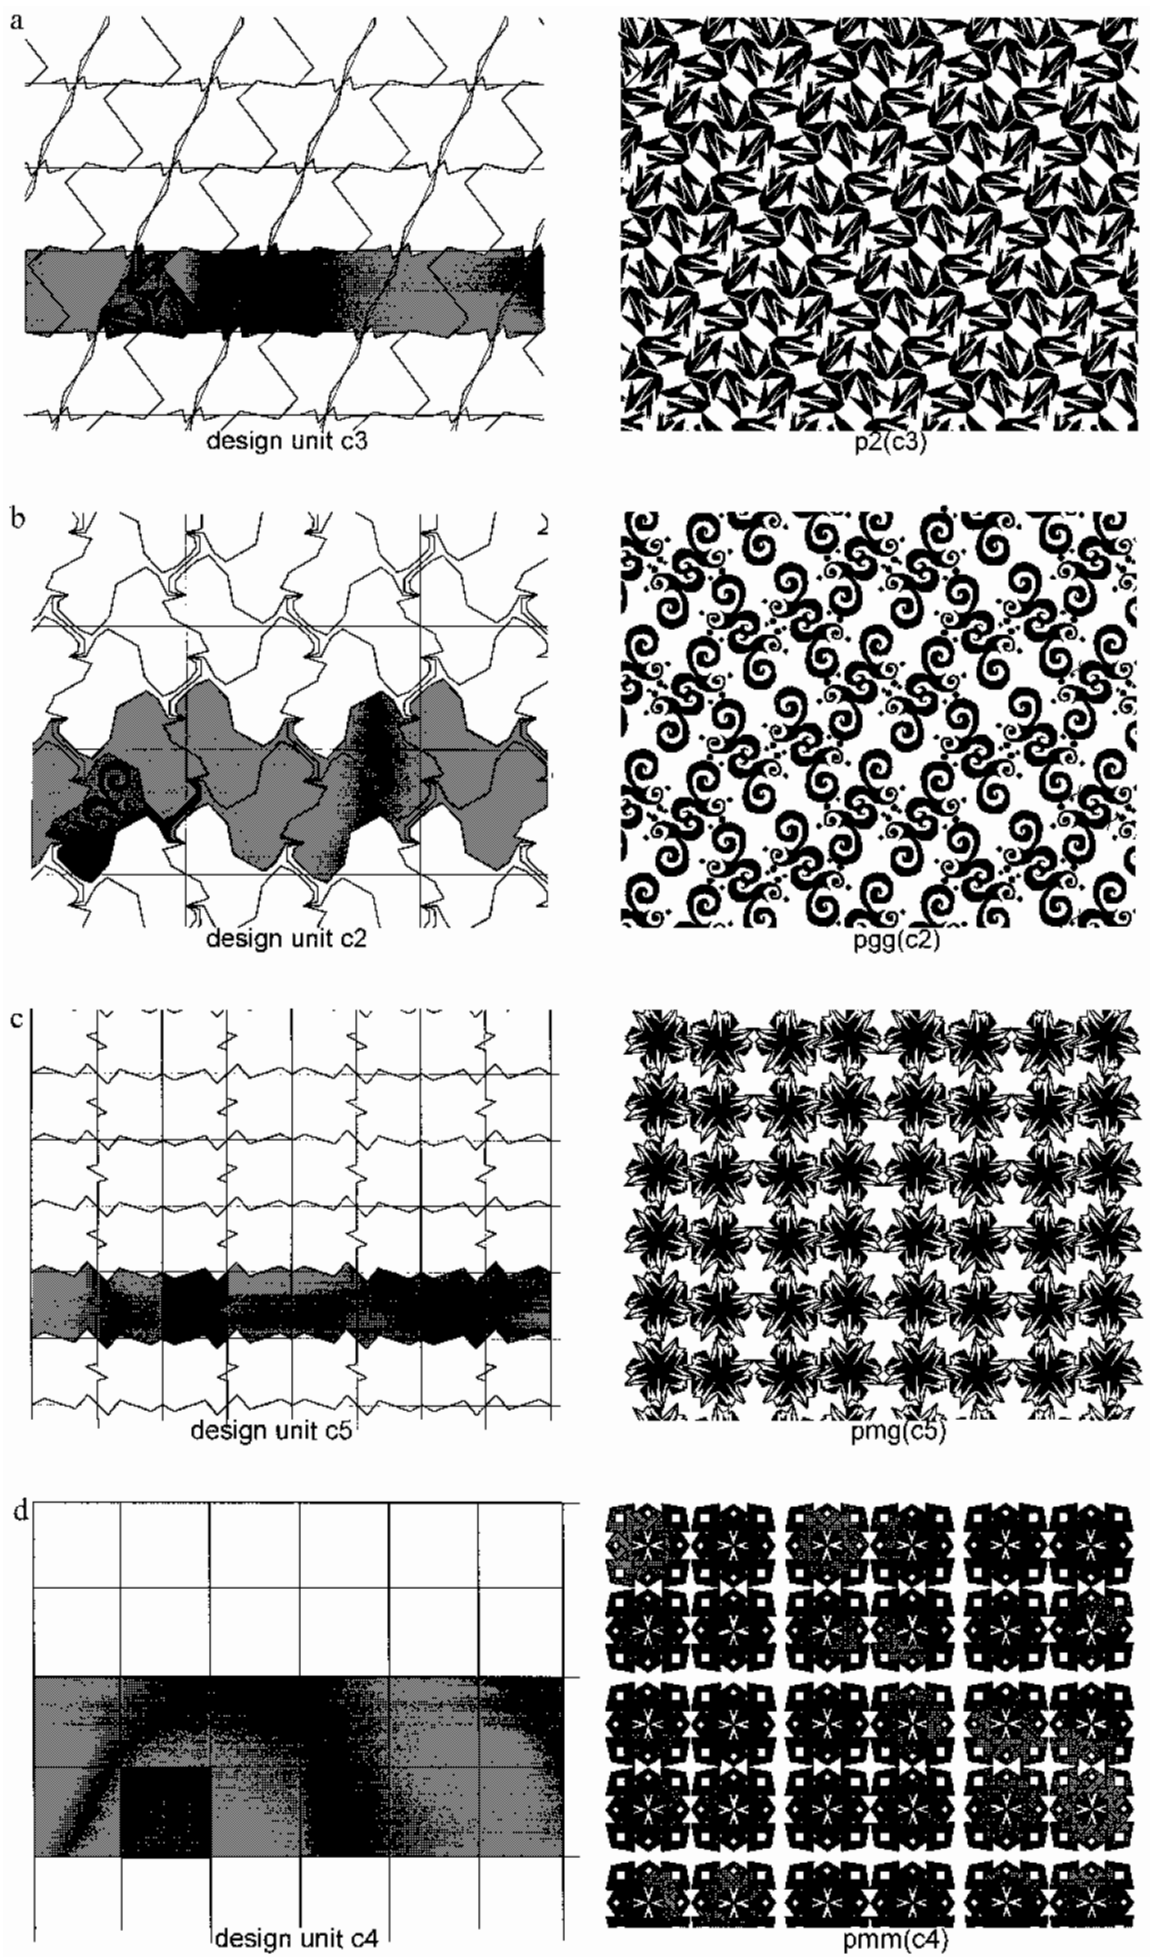 a
design unit c3 p2(c3)
b
design unit c2 pgg(c2)
c
design unit c5 pmg(c5)
d
design unit c4 pmm(c4)